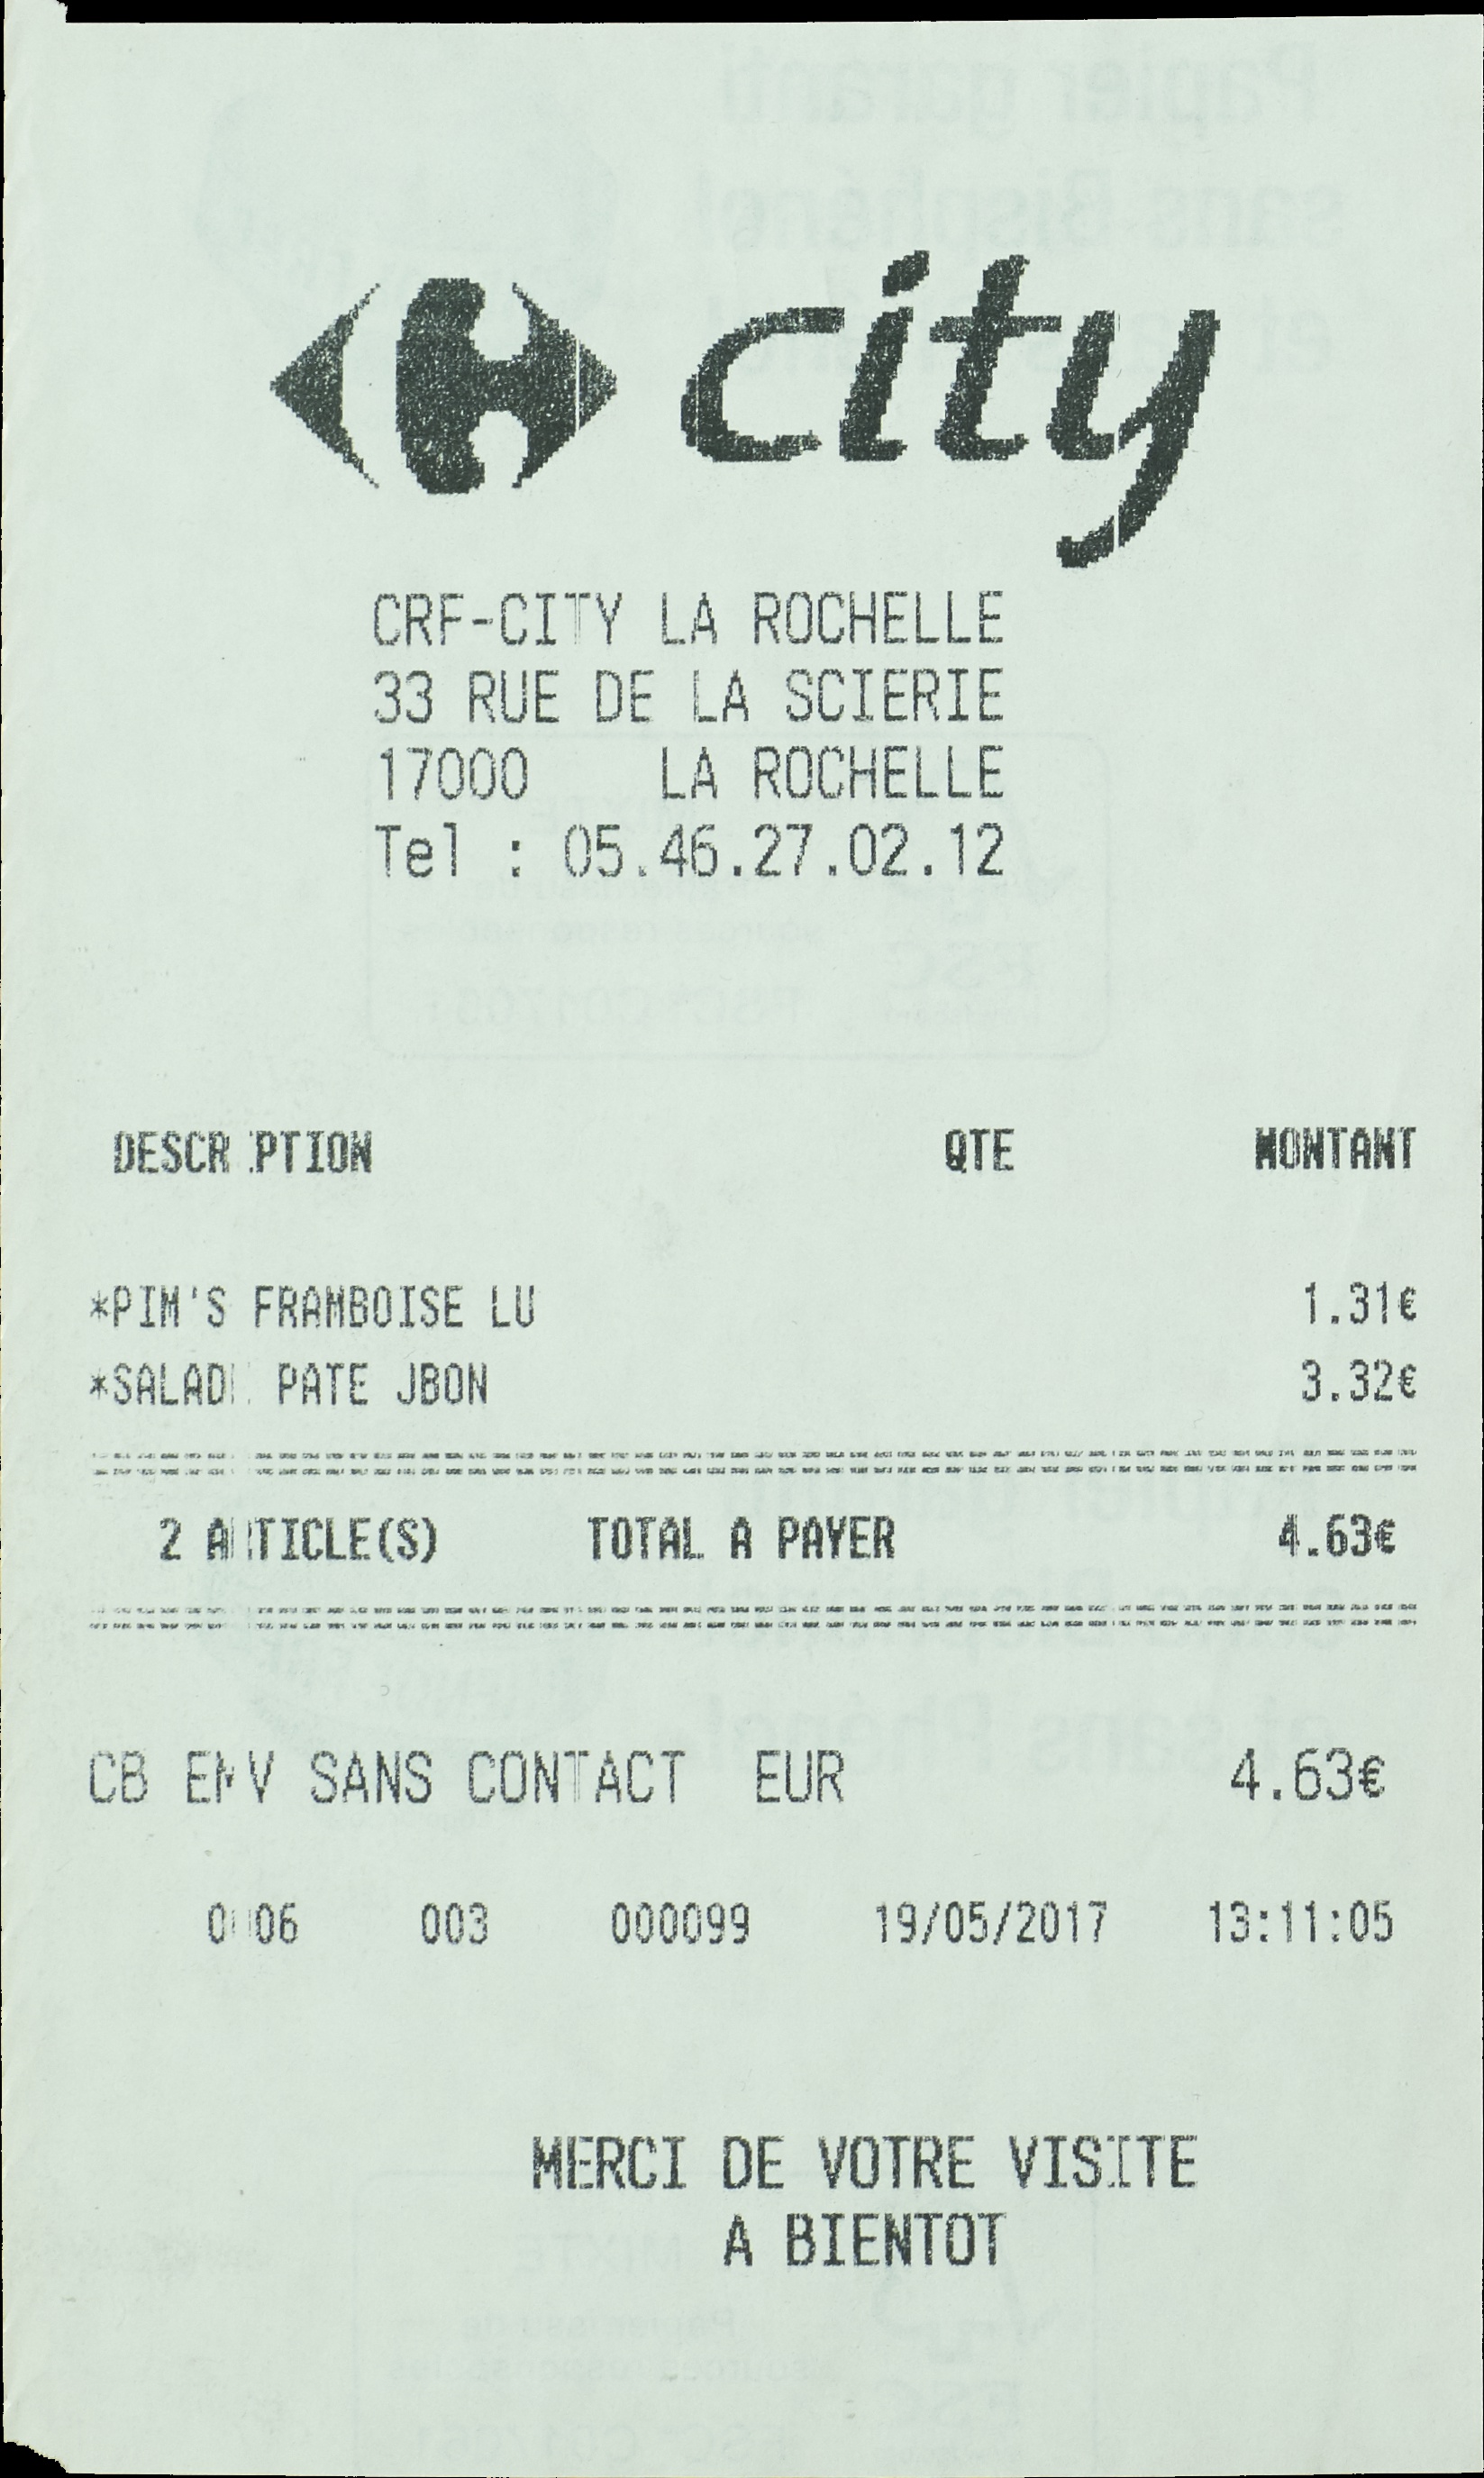 city
CRF-CITY LA ROCHELLE
33 RUE DE LA SCIERIE
17000 LA ROCHELLE
Tel : 05.46.27.02.12
DESCRIPTION QTE MONTANT
*PIM'S FRAMBOISE LU 1.31€
*SALADE PATE JBON 3.32€
2 ARTICLE(S) TOTAL A PAYER 4.63€
CB EMV SANS CONTACT EUR 4.63€
0006 003 000099 19/05/2017 13:11:05
MERCI DE VOTRE VISITE
A BIENTOT